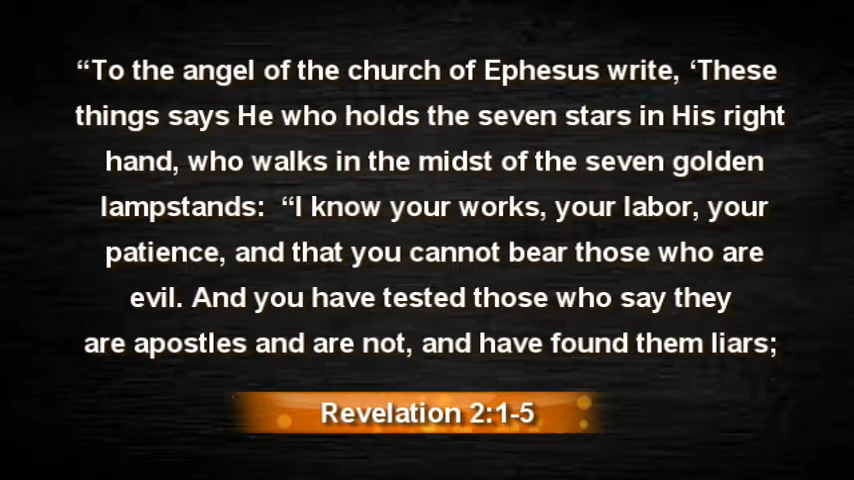 “To the angel of the church of Ephesus write, ‘These
things says He who holds the seven stars in His right
hand, who walks in the midst of the seven golden
lampstands:  “I know your works, your labor, your
patience, and that you cannot bear those who are
evil. And you have tested those who say they
are apostles and are not, and have found them liars;
Revelation 2:1-5